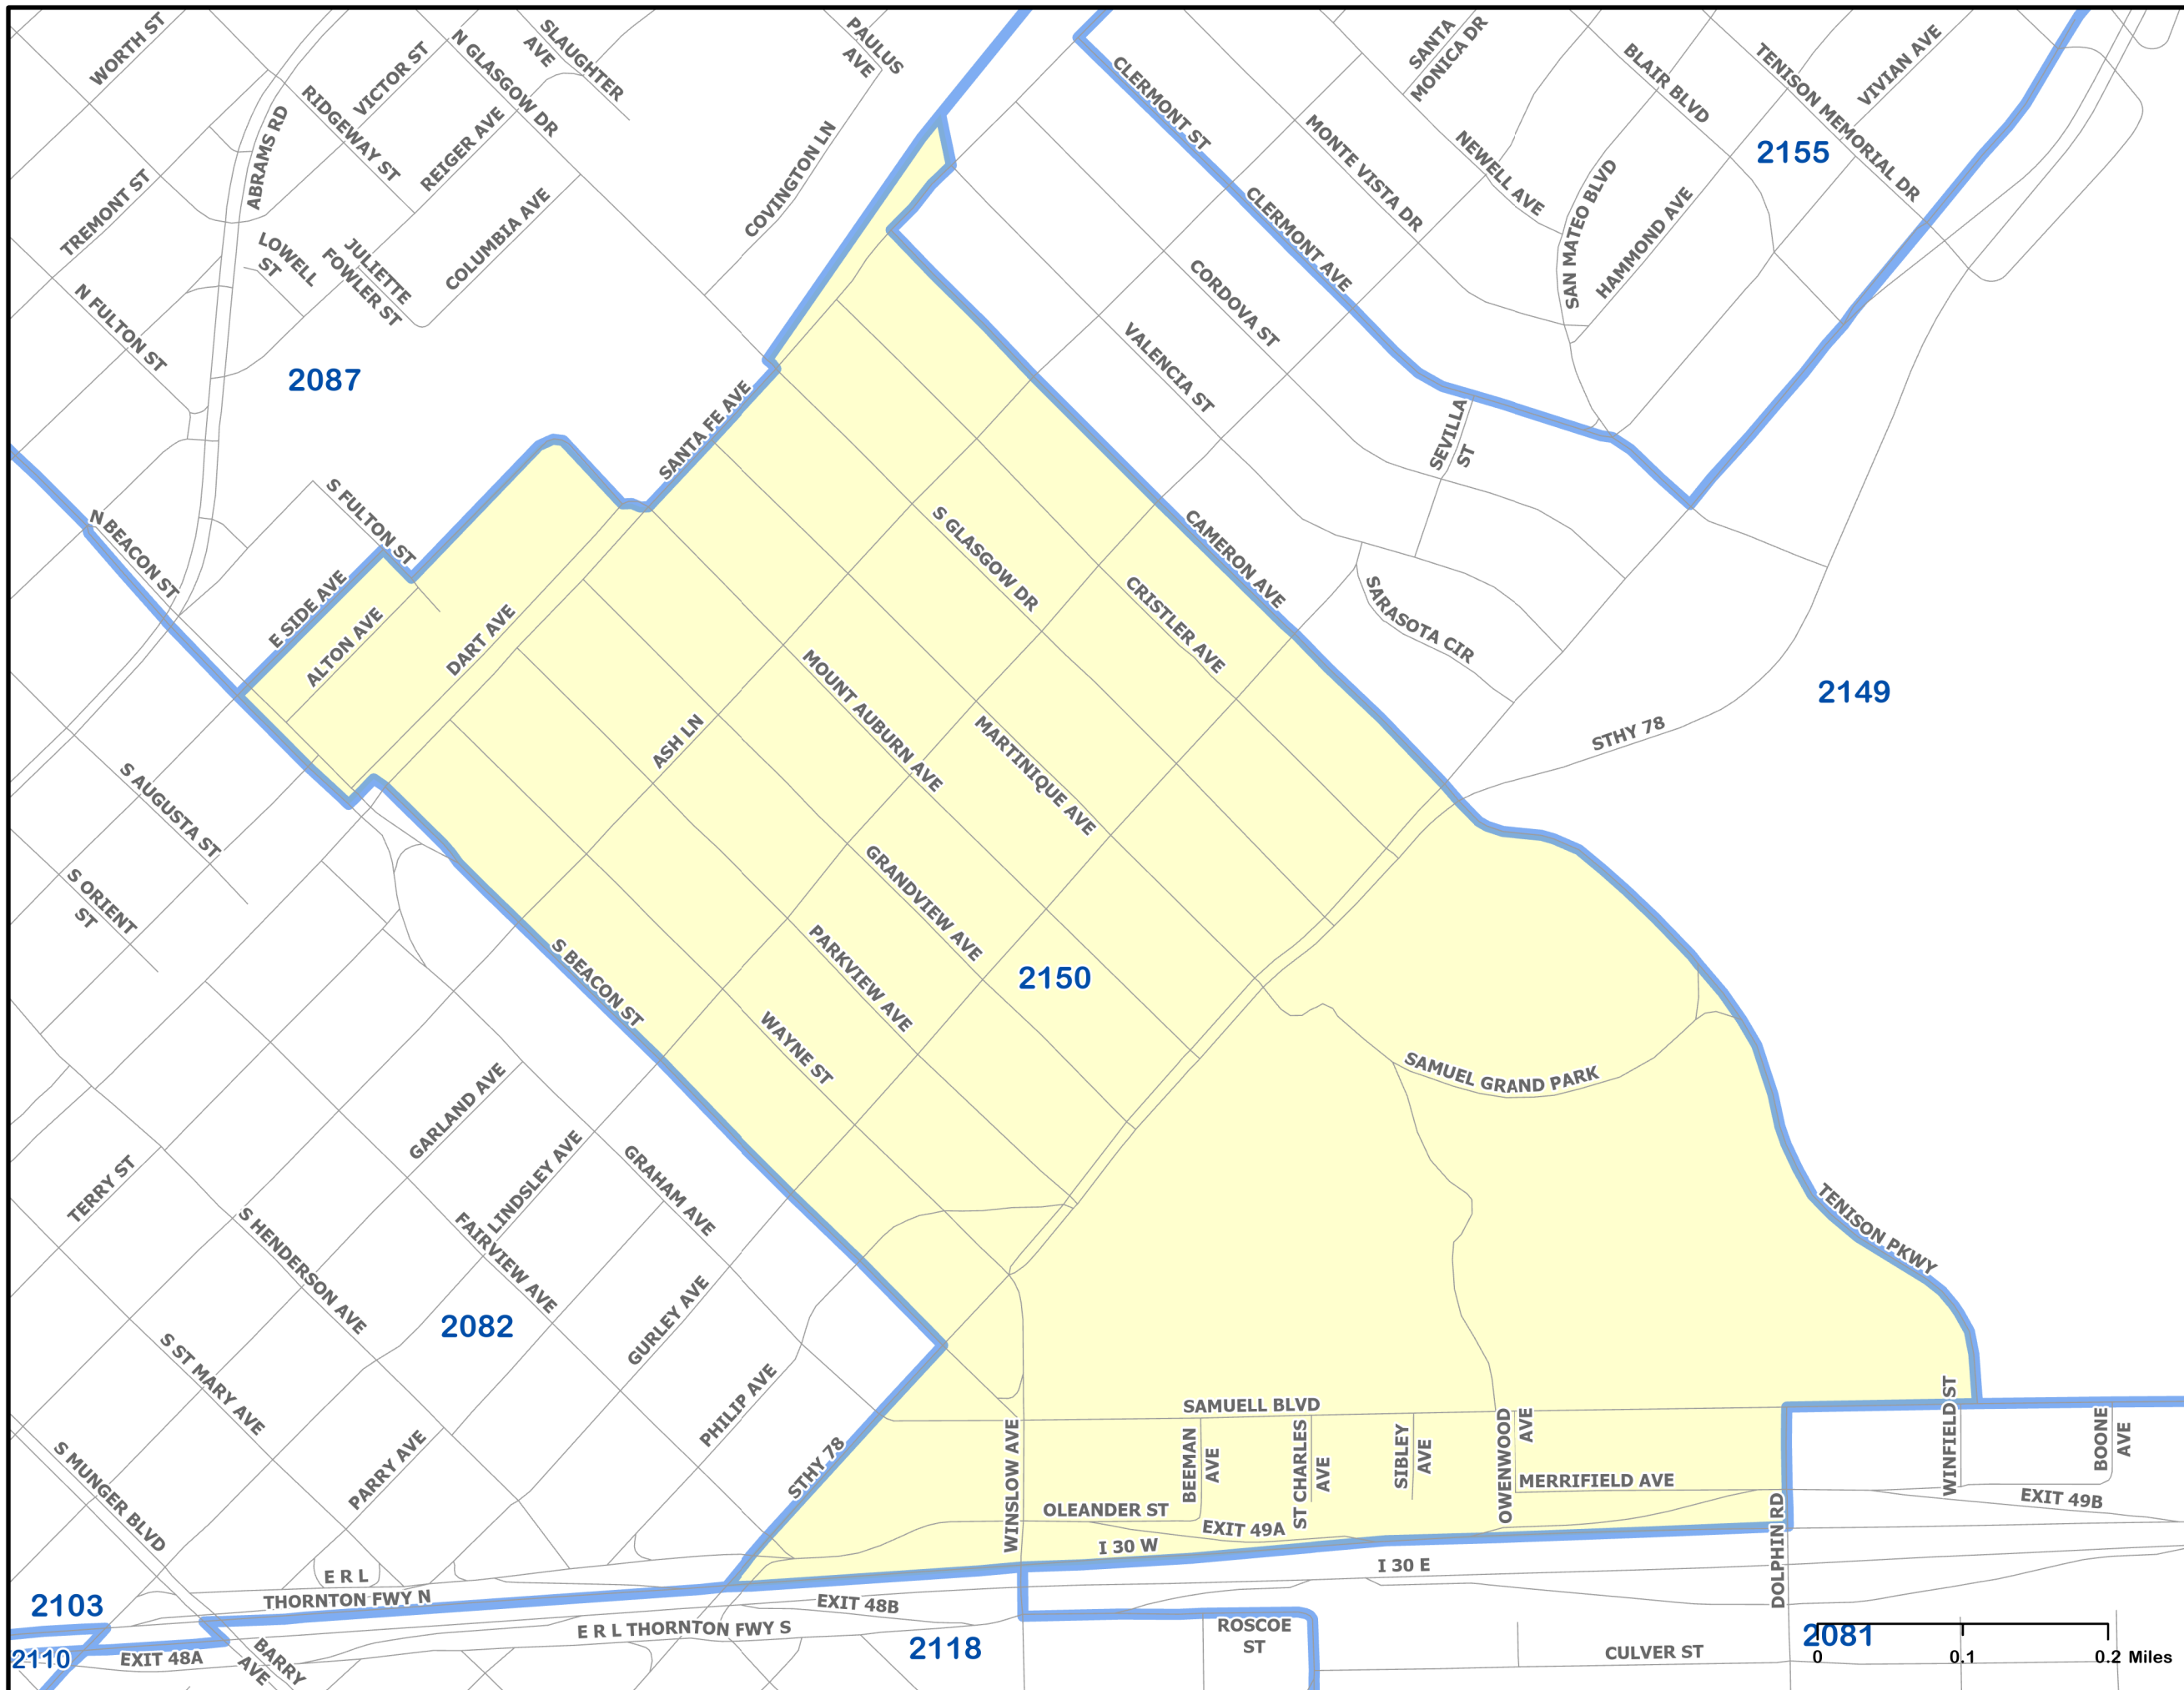 WORTH ST
VICTOR ST
N GLASGOW DR
SLAUGHTER
AVE
PAULUS
AVE
SANTA
MONICA DR
BLAIR BLVD
TENISON MEMORIAL DR
VIVIAN AVE
2155
ABRAMS RD
RIDGEWAY ST
REIGER AVE
COVINGTON LN
CLERMONT ST
MONTE VISTA DR
NEWELL AVE
SAN MATEO BLVD
HAMMOND AVE
TREMONT ST
LOWELL
ST
JULIETTE
FOWLER ST
COLUMBIA AVE
CLERMONT AVE
CORDOVA ST
VALENCIA ST
N FULTON ST
2087
SANTA FE AVE
SEVILLA
ST
N BEACON ST
S FULTON ST
E SIDE AVE
ALTON AVE
DART AVE
S GLASGOW DR
CRISTLER AVE
CAMERON AVE
SARASOTA CIR
2149
STHY 78
ASH LN
MOUNT AUBURN AVE
MARTINIQUE AVE
S AUGUSTA ST
S ORIENT
ST
GRANDVIEW AVE
PARKVIEW AVE
2150
S BEACON ST
WAYNE ST
SAMUEL GRAND PARK
GARLAND AVE
LINDSLEY AVE
GRAHAM AVE
TERRY ST
S HENDERSON AVE
FAIRVIEW AVE
TENISON PKWY
2082
GURLEY AVE
S ST MARY AVE
PHILIP AVE
PARRY AVE
S MUNGER BLVD
STHY 78
SAMUELL BLVD
WINSLOW AVE
BEEMAN
AVE
ST CHARLES
AVE
SIBLEY
AVE
OWENWOOD
AVE
MERRIFIELD AVE
WINFIELD ST
BOONE
AVE
EXIT 49B
OLEANDER ST
EXIT 49A
I 30 W
I 30 E
DOLPHIN RD
E R L
THORNTON FWY N
2103
EXIT 48B
E R L THORNTON FWY S
2110
EXIT 48A
BARRY
AVE
2118
ROSCOE
ST
CULVER ST
2081
0 0.1 0.2 Miles